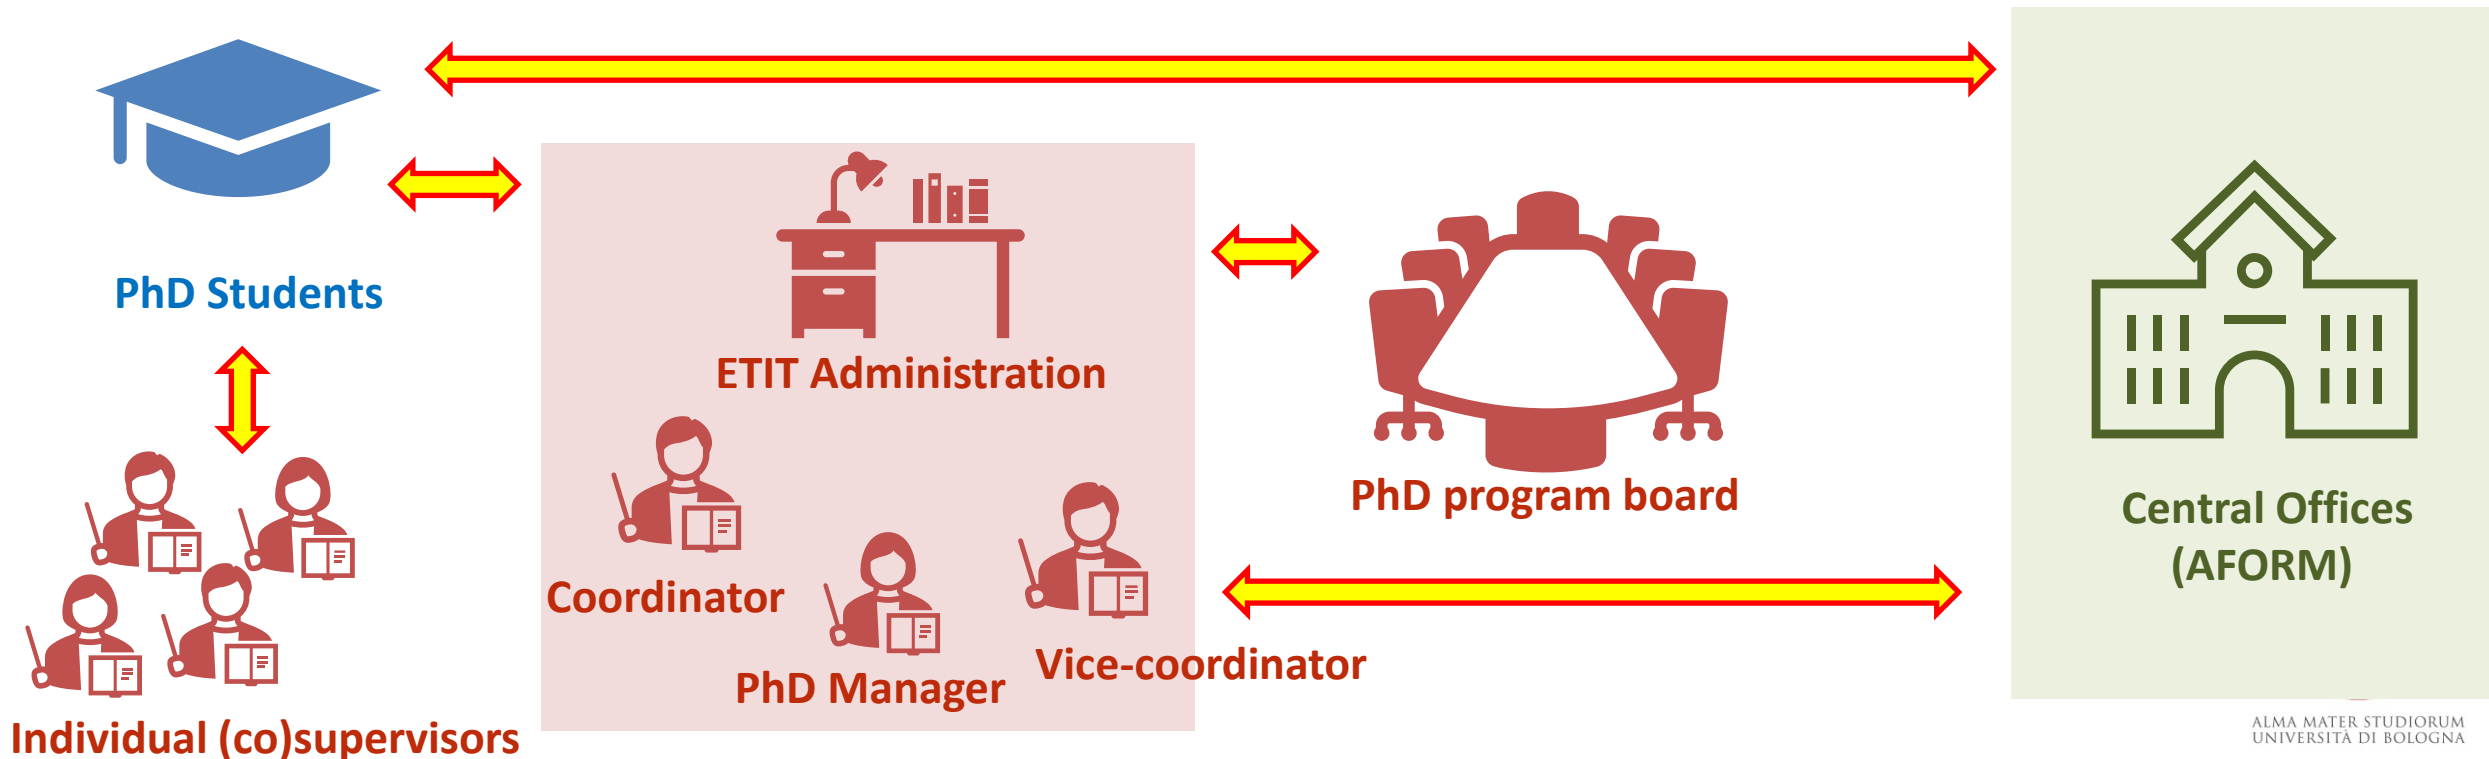 PhD Students
ETIT Administration
PhD program board
Central Offices
(AFORM)
Coordinator
Vice-coordinator
PhD Manager
Individual (co)supervisors
ALMA MATER STUDIORUM
UNIVERSITÀ DI BOLOGNA